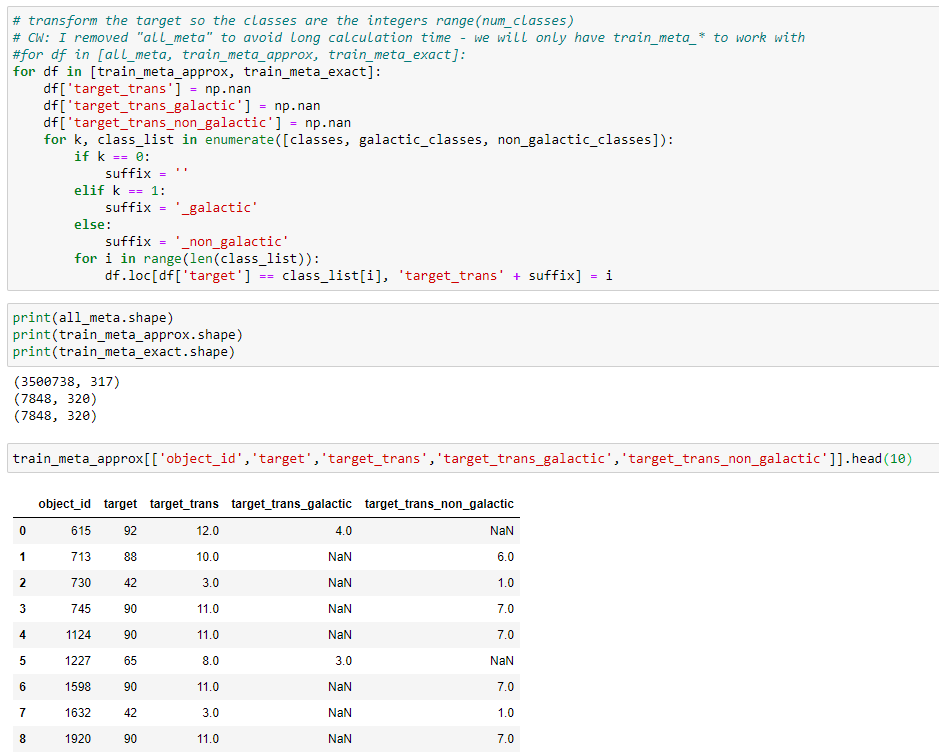 # transform the target so the classes are the integers range(num_classes)
# CW: I removed "all_meta" to avoid long calculation time - we will only have train_meta_* to work with
#for df in [all_meta, train_meta_approx, train_meta_exact]:
for df in [train_meta_approx, train_meta_exact]:
    df['target_trans'] = np.nan
    df['target_trans_galactic'] = np.nan
    df['target_trans_non_galactic'] = np.nan
    for k, class_list in enumerate([classes, galactic_classes, non_galactic_classes]):
        if k == 0:
            suffix = ''
        elif k == 1:
            suffix = '_galactic'
        else:
            suffix = '_non_galactic'
        for i in range(len(class_list)):
            df.loc[df['target'] == class_list[i], 'target_trans' + suffix] = i
print(all_meta.shape)
print(train_meta_approx.shape)
print(train_meta_exact.shape)
(3500738, 317)
(7848, 320)
(7848, 320)
train_meta_approx[['object_id','target','target_trans','target_trans_galactic','target_trans_non_galactic']].head(10)
object_id target target_trans target_trans_galactic target_trans_non_galactic
0 615 92 12.0 4.0 NaN
1 713 88 10.0 NaN 6.0
2 730 42 3.0 NaN 1.0
3 745 90 11.0 NaN 7.0
4 1124 90 11.0 NaN 7.0
5 1227 65 8.0 3.0 NaN
6 1598 90 11.0 NaN 7.0
7 1632 42 3.0 NaN 1.0
8 1920 90 11.0 NaN 7.0